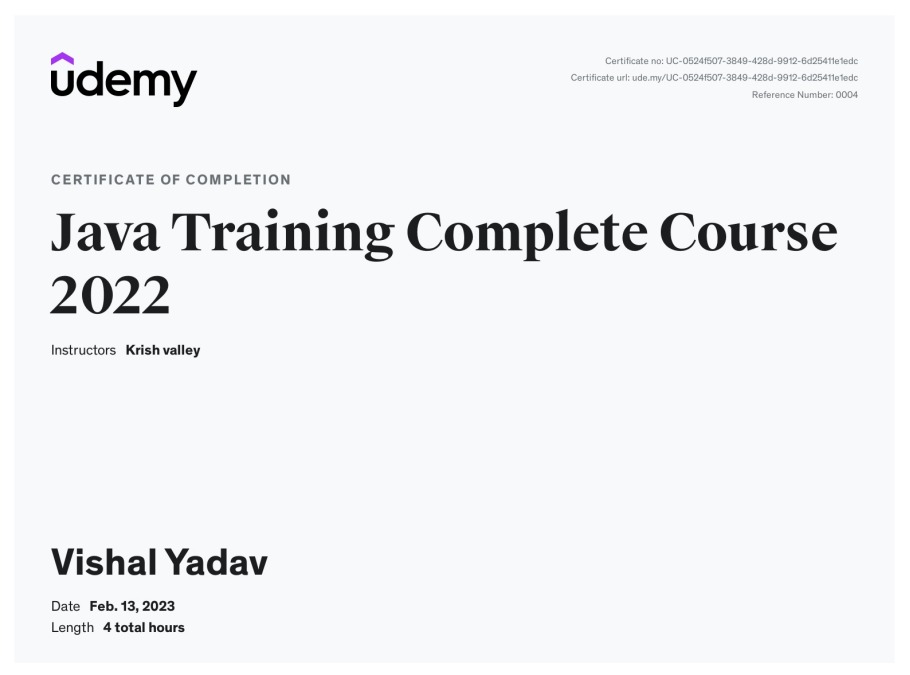 udemy
Certificate no: UC-0524f507-3849-428d-9912-6d25411e1edc
Certificate url: ude.my/UC-0524f507-3849-428d-9912-6d25411e1edc
Reference Number: 0004
CERTIFICATE OF COMPLETION
Java Training Complete Course
2022
Instructors Krish valley
Vishal Yadav
Date Feb. 13, 2023
Length 4 total hours